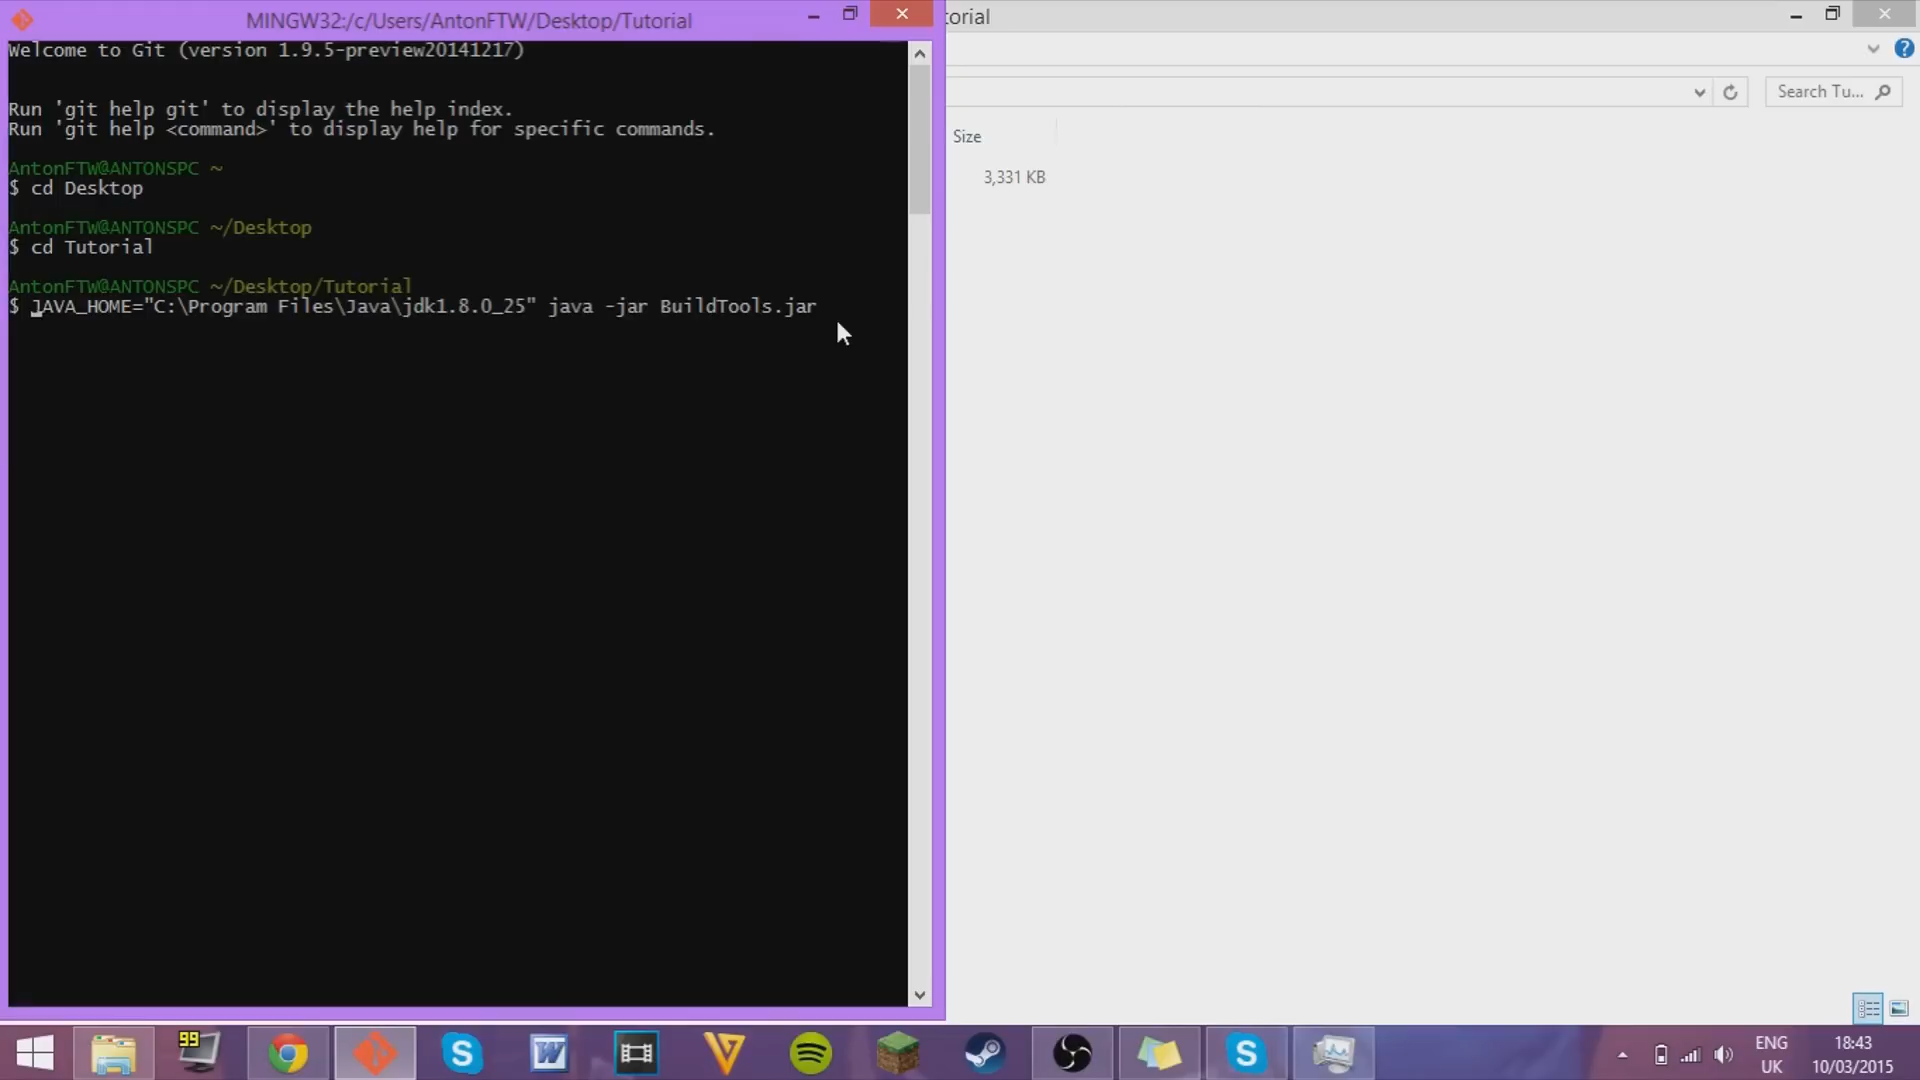 MINGW32:/c/Users/AntonFTW/Desktop/Tutorial
torial
Welcome to Git (version 1.9.5-preview20141217)
Run 'git help git' to display the help index.
Run 'git help <command>' to display help for specific commands.
AntonFTW@ANTONSPC ~
$ cd Desktop
AntonFTW@ANTONSPC ~/Desktop
$ cd Tutorial
AntonFTW@ANTONSPC ~/Desktop/Tutorial
$ JAVA_HOME="C:\Program Files\Java\jdk1.8.0_25" java -jar BuildTools.jar
Search Tu...
Size
3,331 KB
99
ENG
UK
18:43
10/03/2015